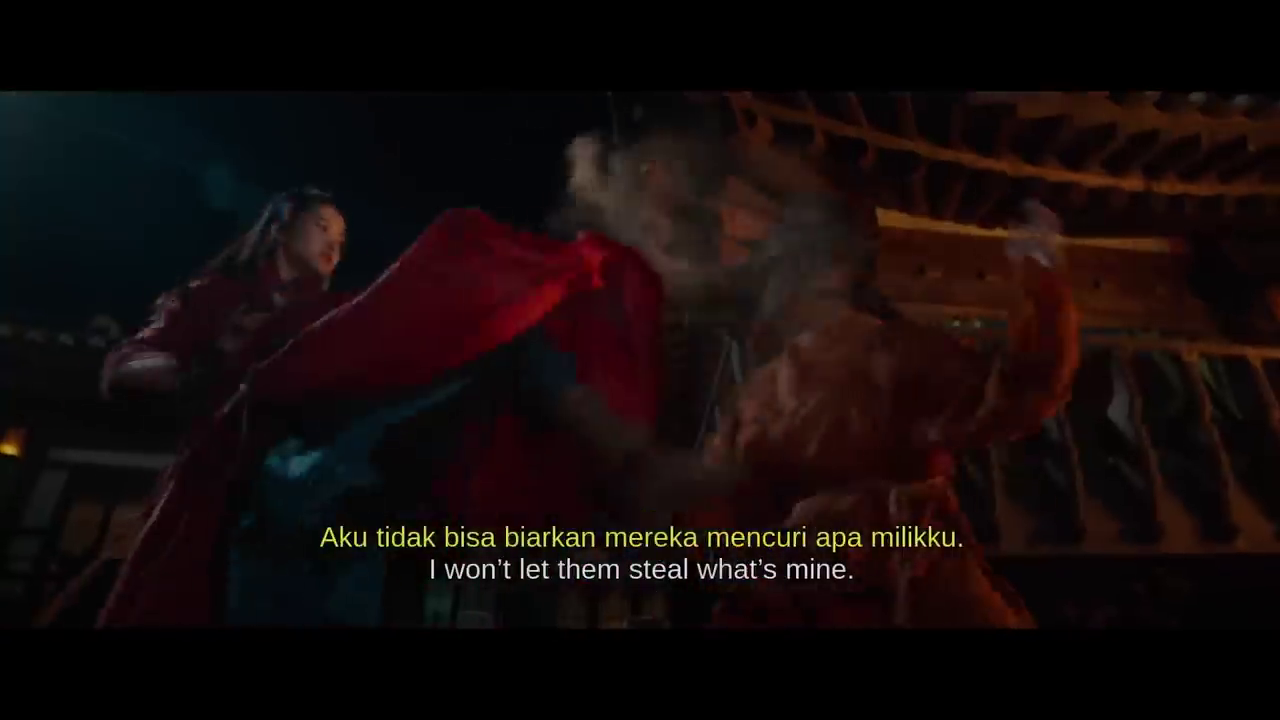 Aku tidak bisa biarkan mereka mencuri apa milikku.
I won’t let them steal what’s mine.